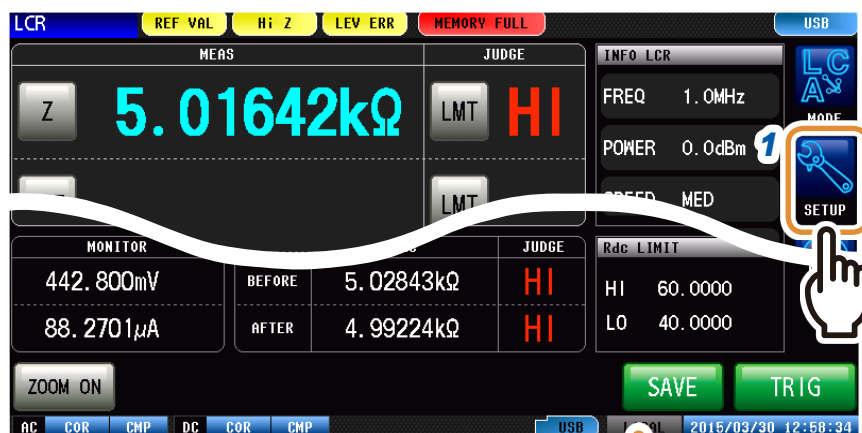 LCR REF VAL Hi Z LEV ERR MEMORY FULL USB
MEAS JUDGE INFO LCR
Z 5.01642kΩ LMT HI FREQ 1.0MHz MODE
POWER 0.0dBm 1
LMT SPEED MED SETUP
MONITOR JUDGE Rdc LIMIT
442.800mV BEFORE 5.02843kΩ HI HI 60.0000
88.2701μA AFTER 4.99224kΩ HI LO 40.0000
ZOOM ON SAVE TRIG
AC COR CMP DC COR CMP USB 2015/03/30 12:58:34